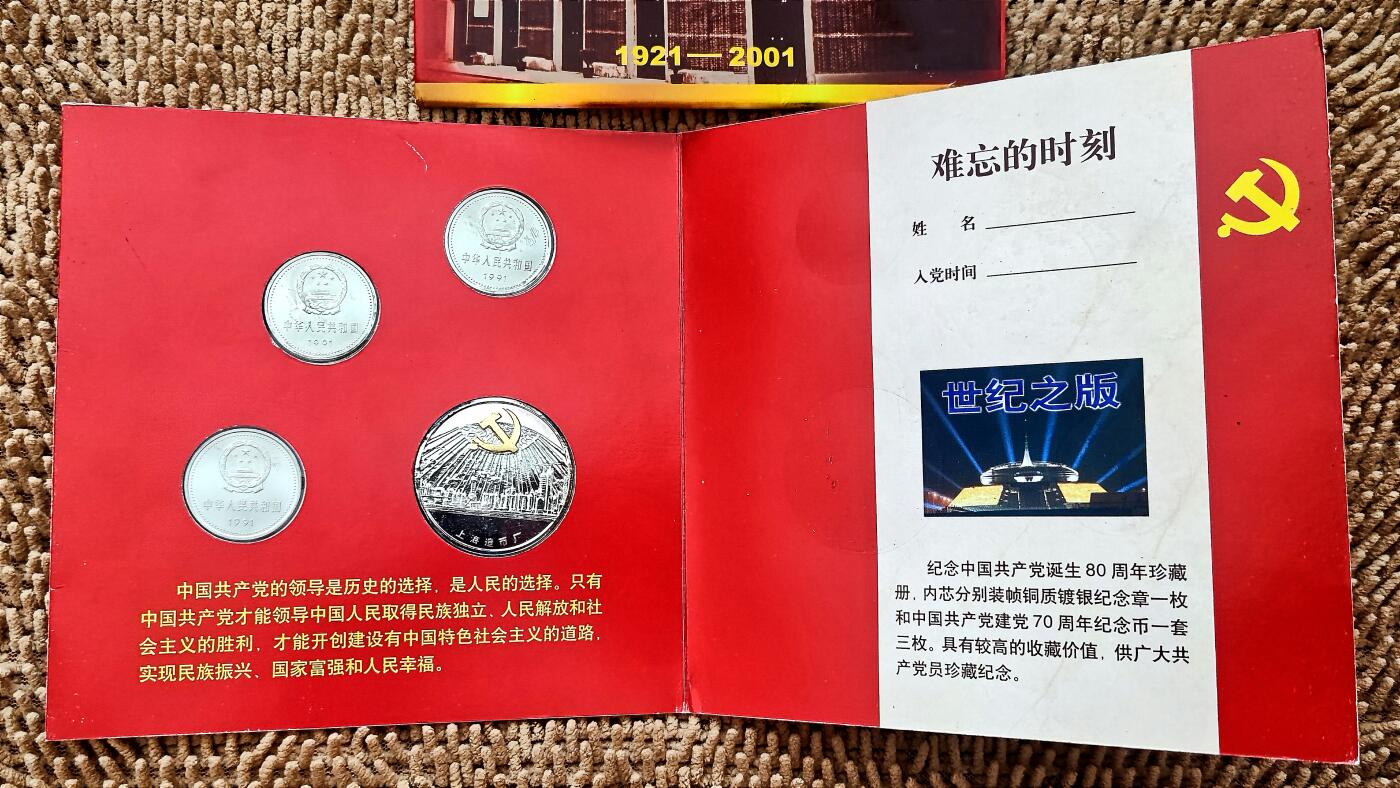 1921—2001
中华人民共和国
1991
中华人民共和国
1991
中华人民共和国
1991
上海造币厂
中国共产党的领导是历史的选择，是人民的选择。只有
中国共产党才能领导中国人民取得民族独立、人民解放和社
会主义的胜利，才能开创建设有中国特色社会主义的道路，
实现民族振兴、国家富强和人民幸福。
难忘的时刻
姓 名
入党时间
世纪之版
纪念中国共产党诞生80周年珍藏
册，内芯分别装帧铜质镀银纪念章一枚
和中国共产党建党70周年纪念币一套
三枚。具有较高的收藏价值，供广大共
产党员珍藏纪念。